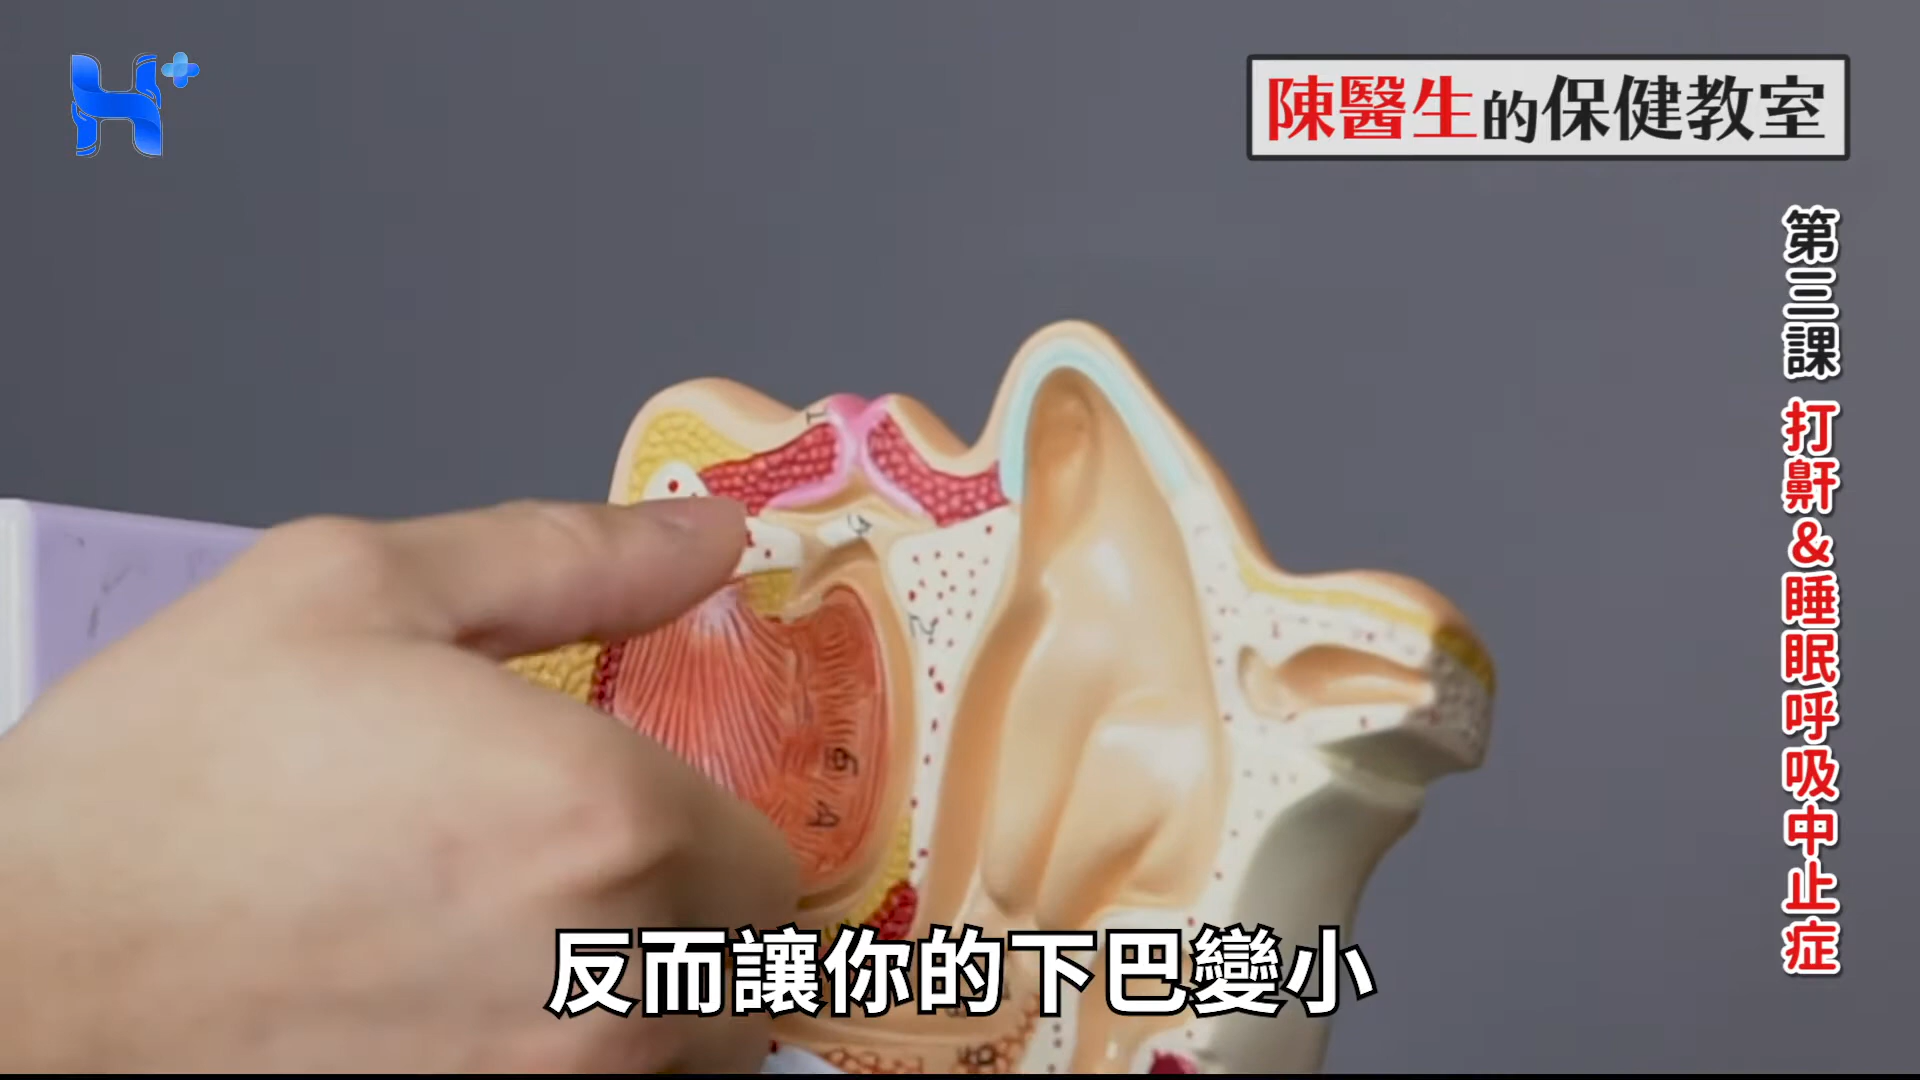 陳醫生的保健教室
第三課 打鼾&睡眠呼吸中止症
反而讓你的下巴變小